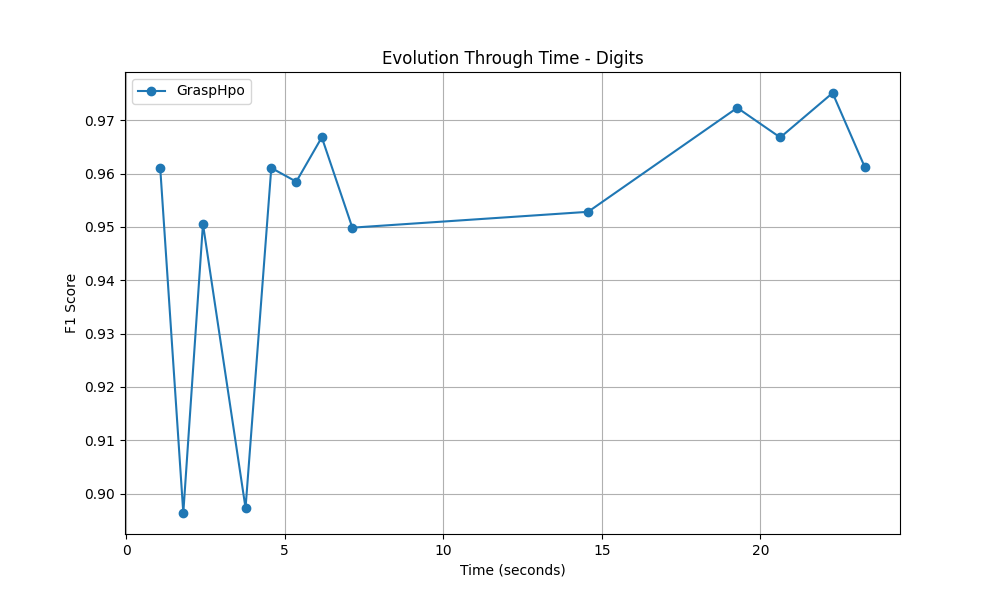 Evolution Through Time - Digits
GraspHpo
0.97
0.96
0.95
0.94
0.93
0.92
0.91
0.90
F1 Score
0 5 10 15 20
Time (seconds)